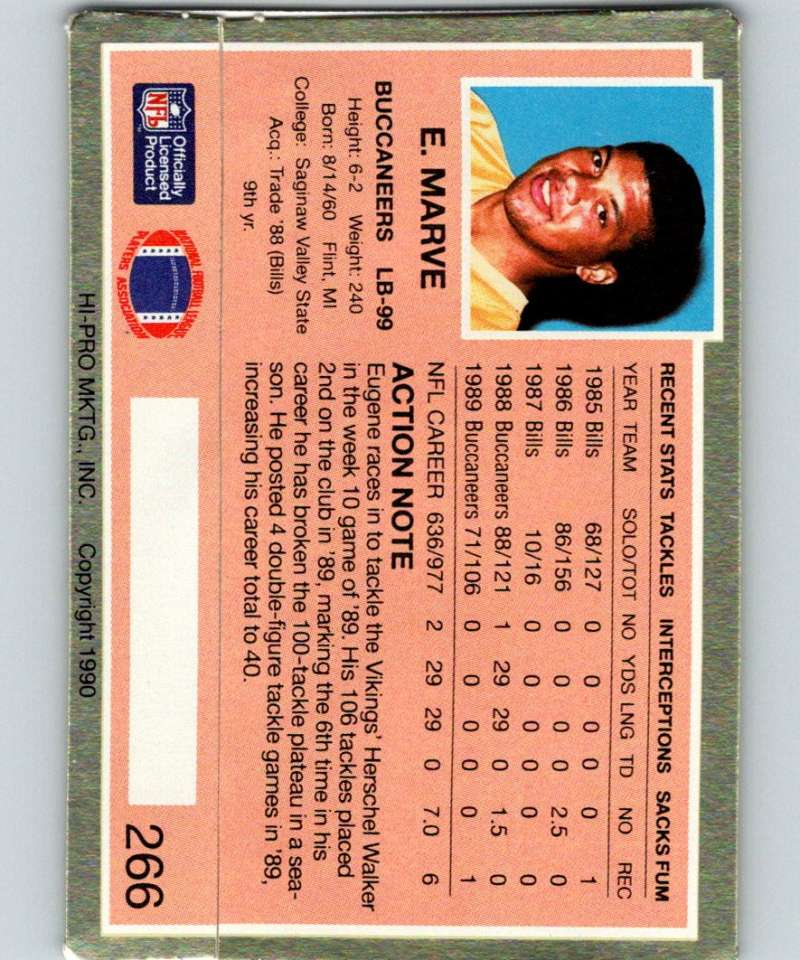 E. MARVE
BUCCANEERS LB-99
Height: 6-2 Weight: 240
Born: 8/14/60 Flint, MI
College: Saginaw Valley State
Acq.: Trade '88 (Bills)
9th yr.
RECENT STATS TACKLES INTERCEPTIONS SACKS FUM
YEAR TEAM SOLO/TOT NO YDS LNG TD NO REC
1985 Bills 68/127 0 0 0 0 0 1
1986 Bills 86/156 0 0 0 0 2.5 0
1987 Bills 10/16 0 0 0 0 0 0
1988 Buccaneers 88/121 1 29 29 0 1.5 0
1989 Buccaneers 71/106 0 0 0 0 0 1
NFL CAREER 636/977 2 29 29 0 7.0 6
ACTION NOTE
Eugene races in to tackle the Vikings' Herschel Walker
in the week 10 game of '89. His 106 tackles placed
2nd on the club in '89, marking the 6th time in his
career he has broken the 100-tackle plateau in a sea-
son. He posted 4 double-figure tackle games in '89,
increasing his career total to 40.
NFL
Officially
Licensed
Product
NATIONAL FOOTBALL LEAGUE
PLAYERS ASSOCIATION
266
HI-PRO MKTG., INC. Copyright 1990